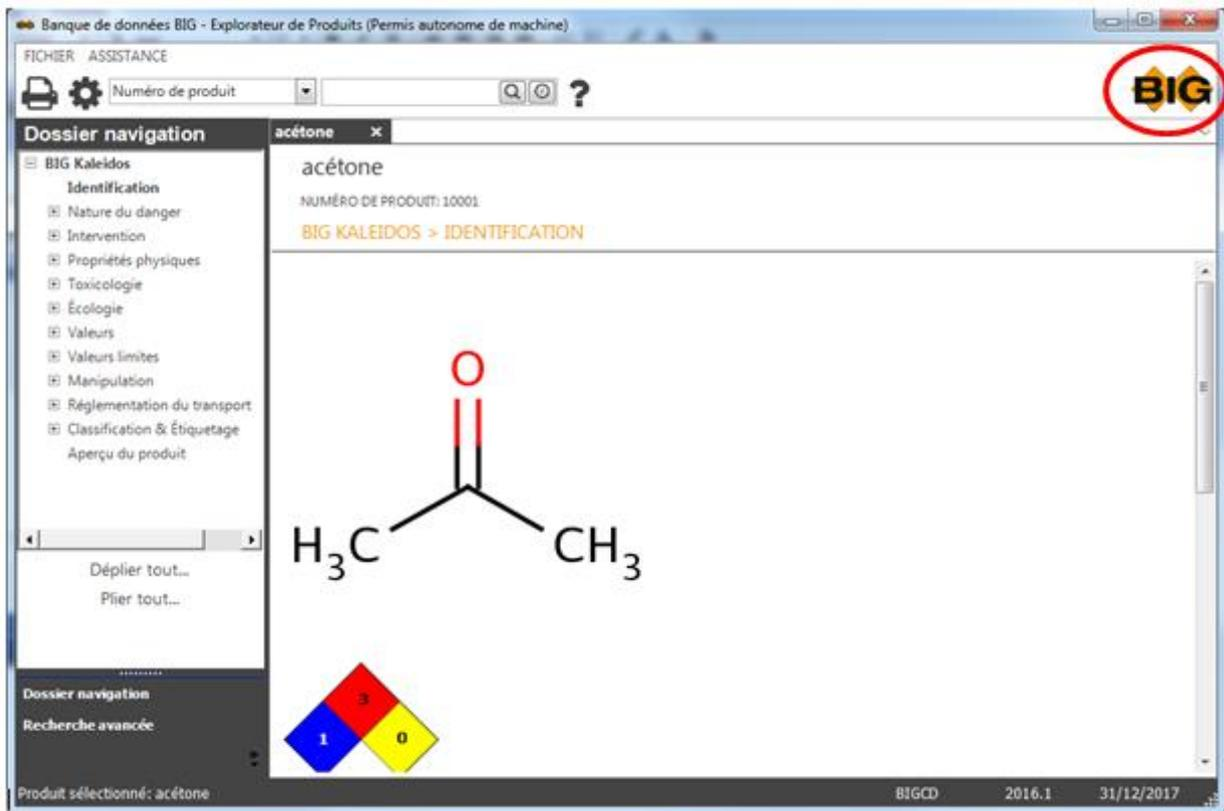 Banque de données BIG - Explorateur de Produits (Permis autonome de machine)
FICHIER ASSISTANCE
Numéro de produit
?
BIG
Dossier navigation
acétone x
BIG Kaleidos
Identification
Nature du danger
Intervention
Propriétés physiques
Toxicologie
Écologie
Valeurs
Valeurs limites
Manipulation
Réglementation du transport
Classification & Étiquetage
Aperçu du produit
Déplier tout...
Plier tout...
Dossier navigation
Recherche avancée
acétone
NUMÉRO DE PRODUIT: 10001
BIG KALEIDOS > IDENTIFICATION
O
H3C CH3
3
1 0
Produit sélectionné: acétone BIGCD 2016.1 31/12/2017